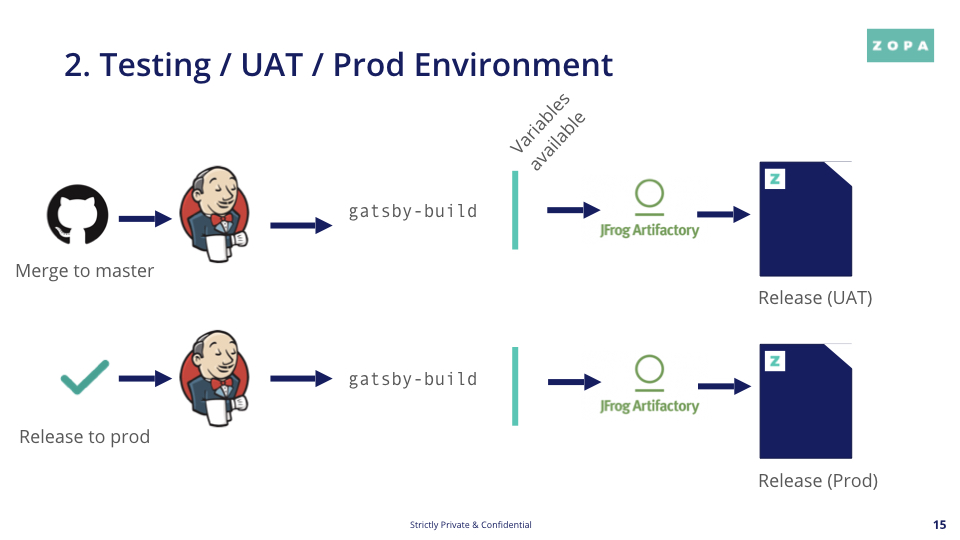 2. Testing / UAT / Prod Environment
ZOPA
Variables
available
gatsby-build
JFrog Artifactory
Z
Merge to master
Release (UAT)
gatsby-build
JFrog Artifactory
Z
Release to prod
Release (Prod)
Strictly Private & Confidential
15